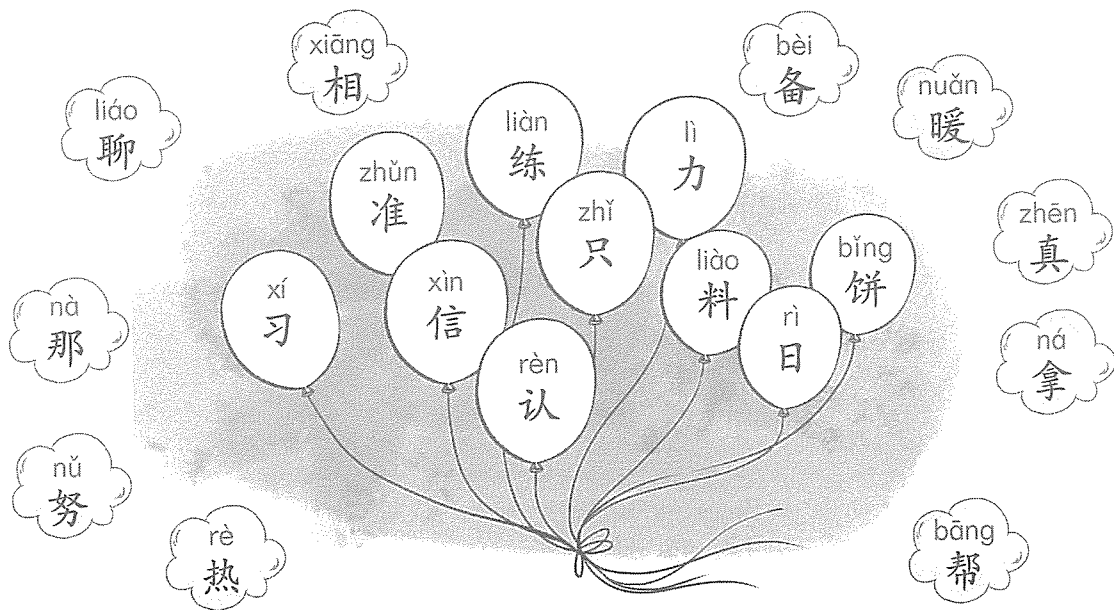 xiāng
相
bèi
备
liáo
聊
nuǎn
暖
liàn
练
lì
力
zhǔn
准
zhǐ
只
zhēn
真
liào
料
bǐng
饼
xí
习
xìn
信
nà
那
rì
日
ná
拿
rèn
认
nǔ
努
rè
热
bāng
帮